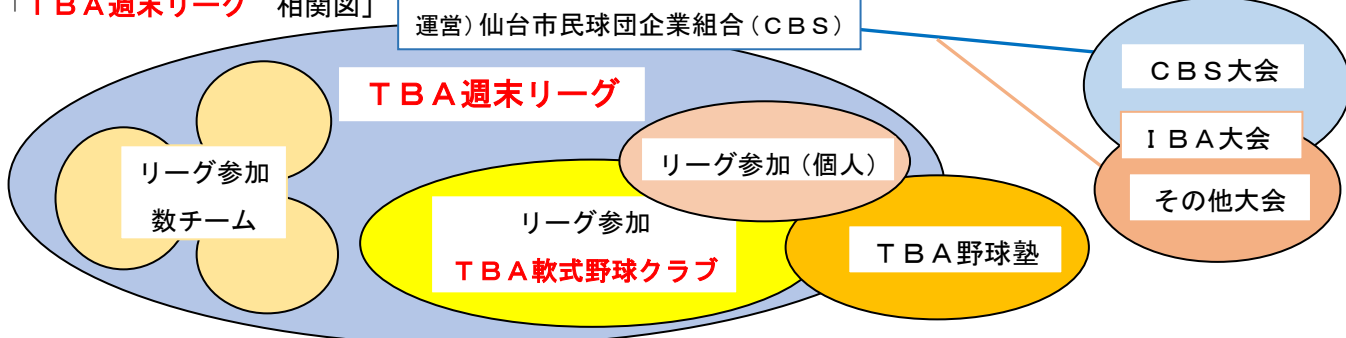 「ＴＢＡ週末リーグ　相関図」
運営）仙台市民球団企業組合（ＣＢＳ）
ＴＢＡ週末リーグ
ＣＢＳ大会
ＩＢＡ大会
その他大会
リーグ参加
数チーム
リーグ参加（個人）
リーグ参加
ＴＢＡ軟式野球クラブ
ＴＢＡ野球塾